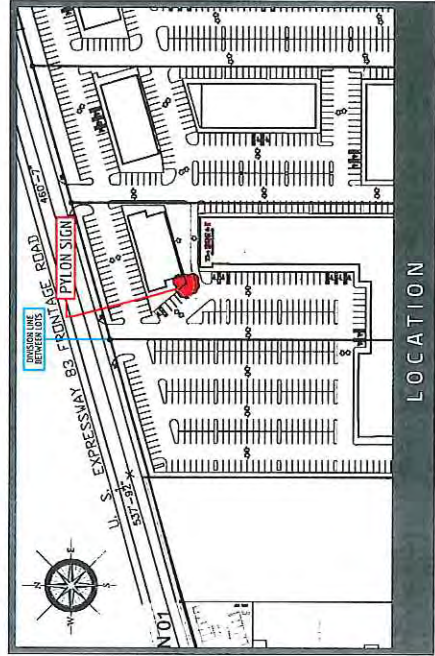 LOCATION
DIVISION LINE
BETWEEN LOTS
PYLON SIGN
460'-7"
U. S. EXPRESSWAY 83 FRONTAGE ROAD
537'-92"
N
E
S
W
N01